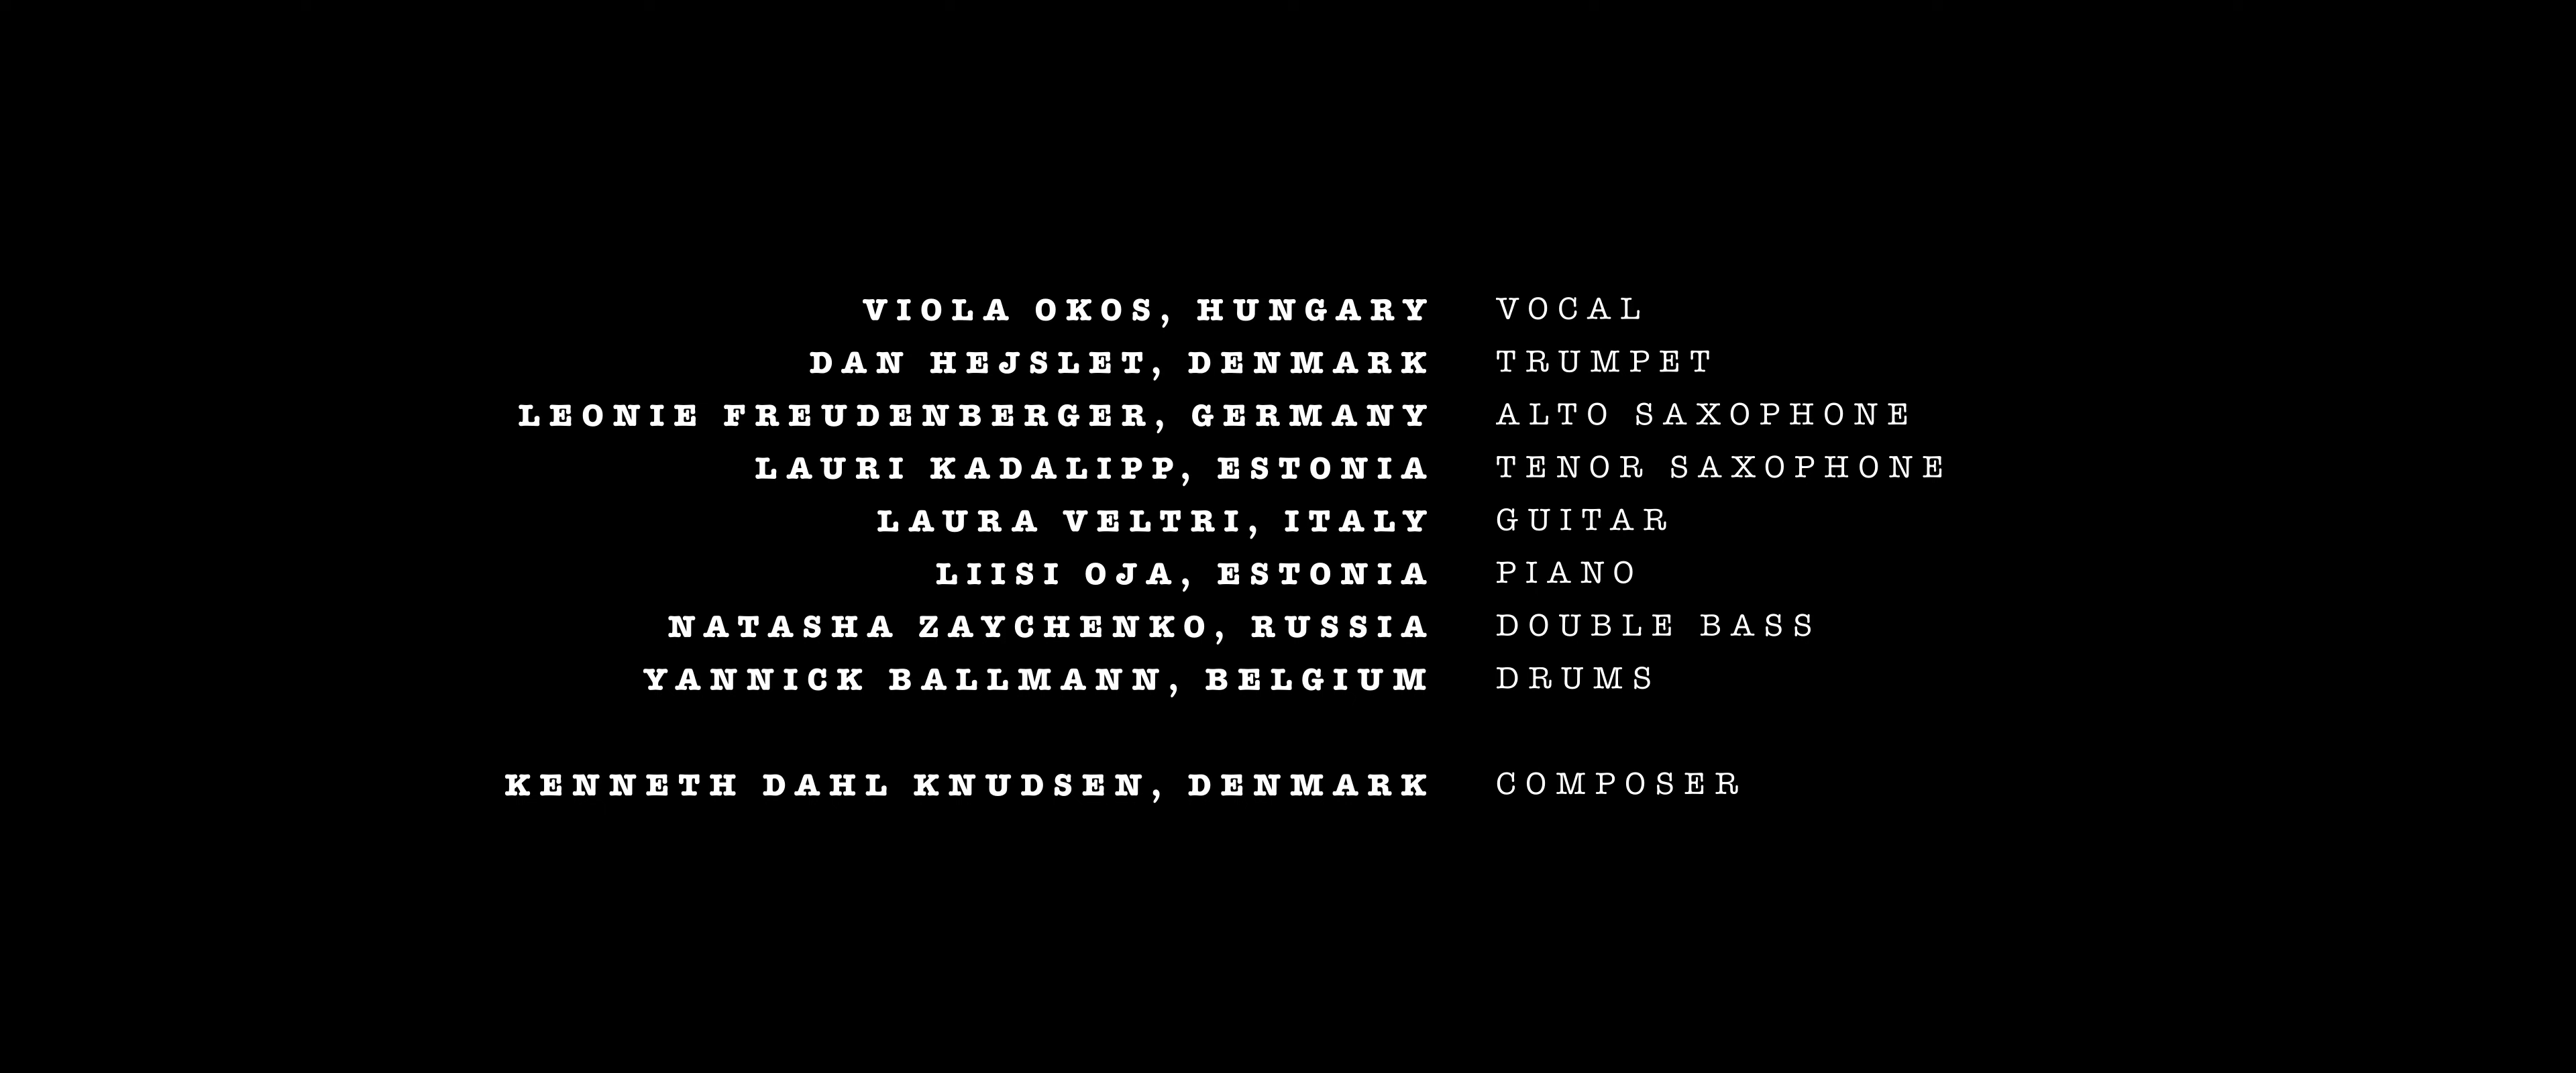 VIOLA OKOS, HUNGARY VOCAL
DAN HEJSLET, DENMARK TRUMPET
LEONIE FREUDENBERGER, GERMANY ALTO SAXOPHONE
LAURI KADALIPP, ESTONIA TENOR SAXOPHONE
LAURA VELTRI, ITALY GUITAR
LIISI OJA, ESTONIA PIANO
NATASHA ZAYCHENKO, RUSSIA DOUBLE BASS
YANNICK BALLMANN, BELGIUM DRUMS
KENNETH DAHL KNUDSEN, DENMARK COMPOSER